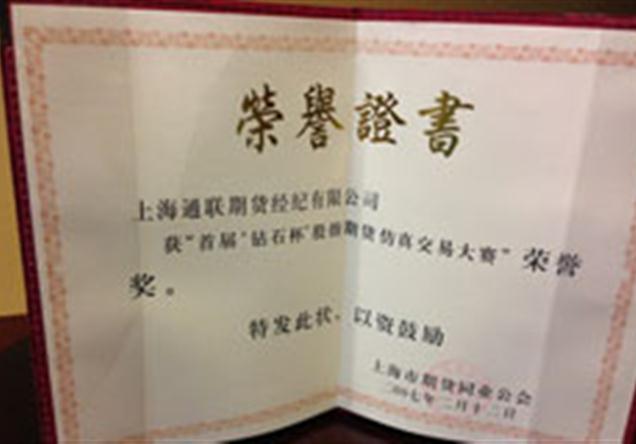 榮譽證書
上海通联期货经纪有限公司
获“首届‘钻石杯’股指期货仿真交易大赛”荣誉
奖。
特发此状，以资鼓励
上海市期货同业公会
二00七年二月十二日